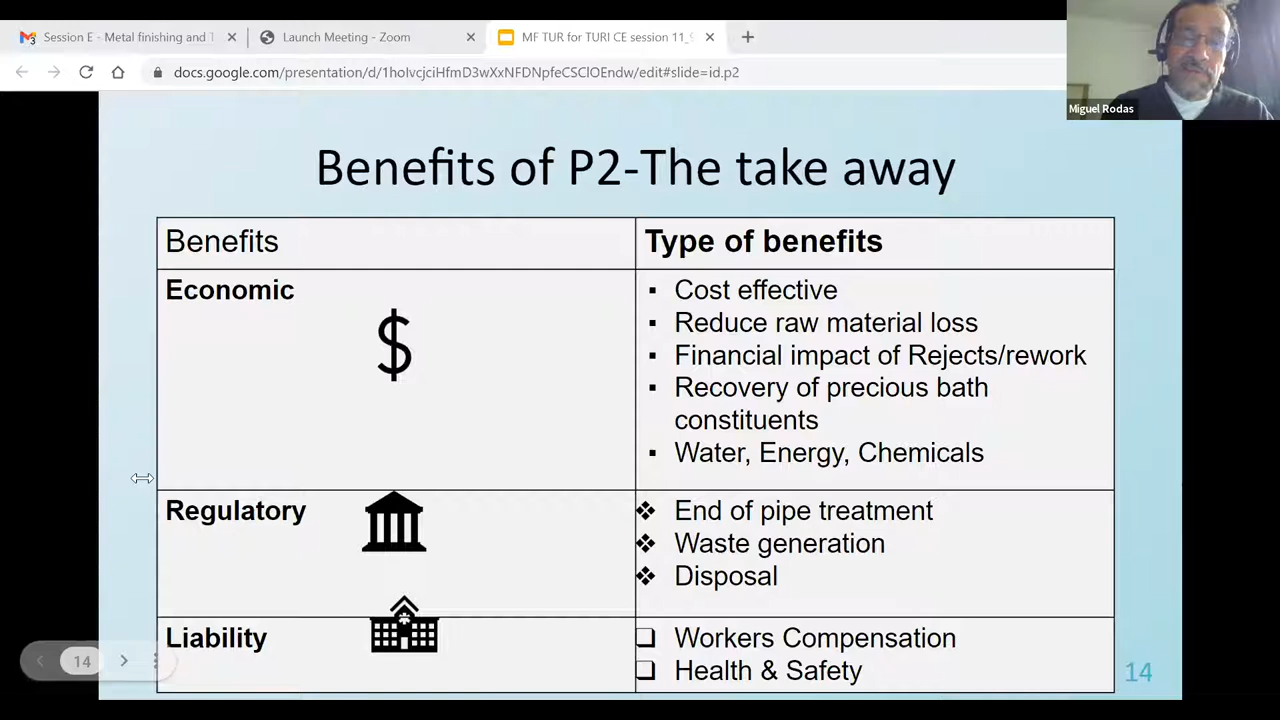 Session E - Metal finishing and T
Launch Meeting - Zoom
MF TUR for TURI CE session 11_
docs.google.com/presentation/d/1hoIvcjciHfmD3wXxNFDNpfeCSClOEndw/edit#slide=id.p2
Miguel Rodas
Benefits of P2-The take away
Benefits
Type of benefits
Economic
$
Cost effective
Reduce raw material loss
Financial impact of Rejects/rework
Recovery of precious bath
constituents
Water, Energy, Chemicals
Regulatory
End of pipe treatment
Waste generation
Disposal
Liability
Workers Compensation
Health & Safety
14
14